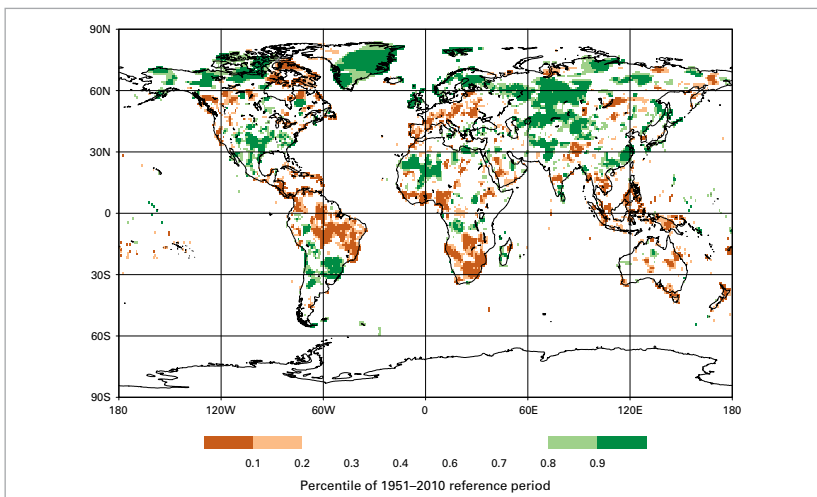 90N
60N
30N
0
30S
60S
90S
180 120W 60W 0 60E 120E 180
0.1 0.2 0.3 0.4 0.6 0.7 0.8 0.9
Percentile of 1951–2010 reference period